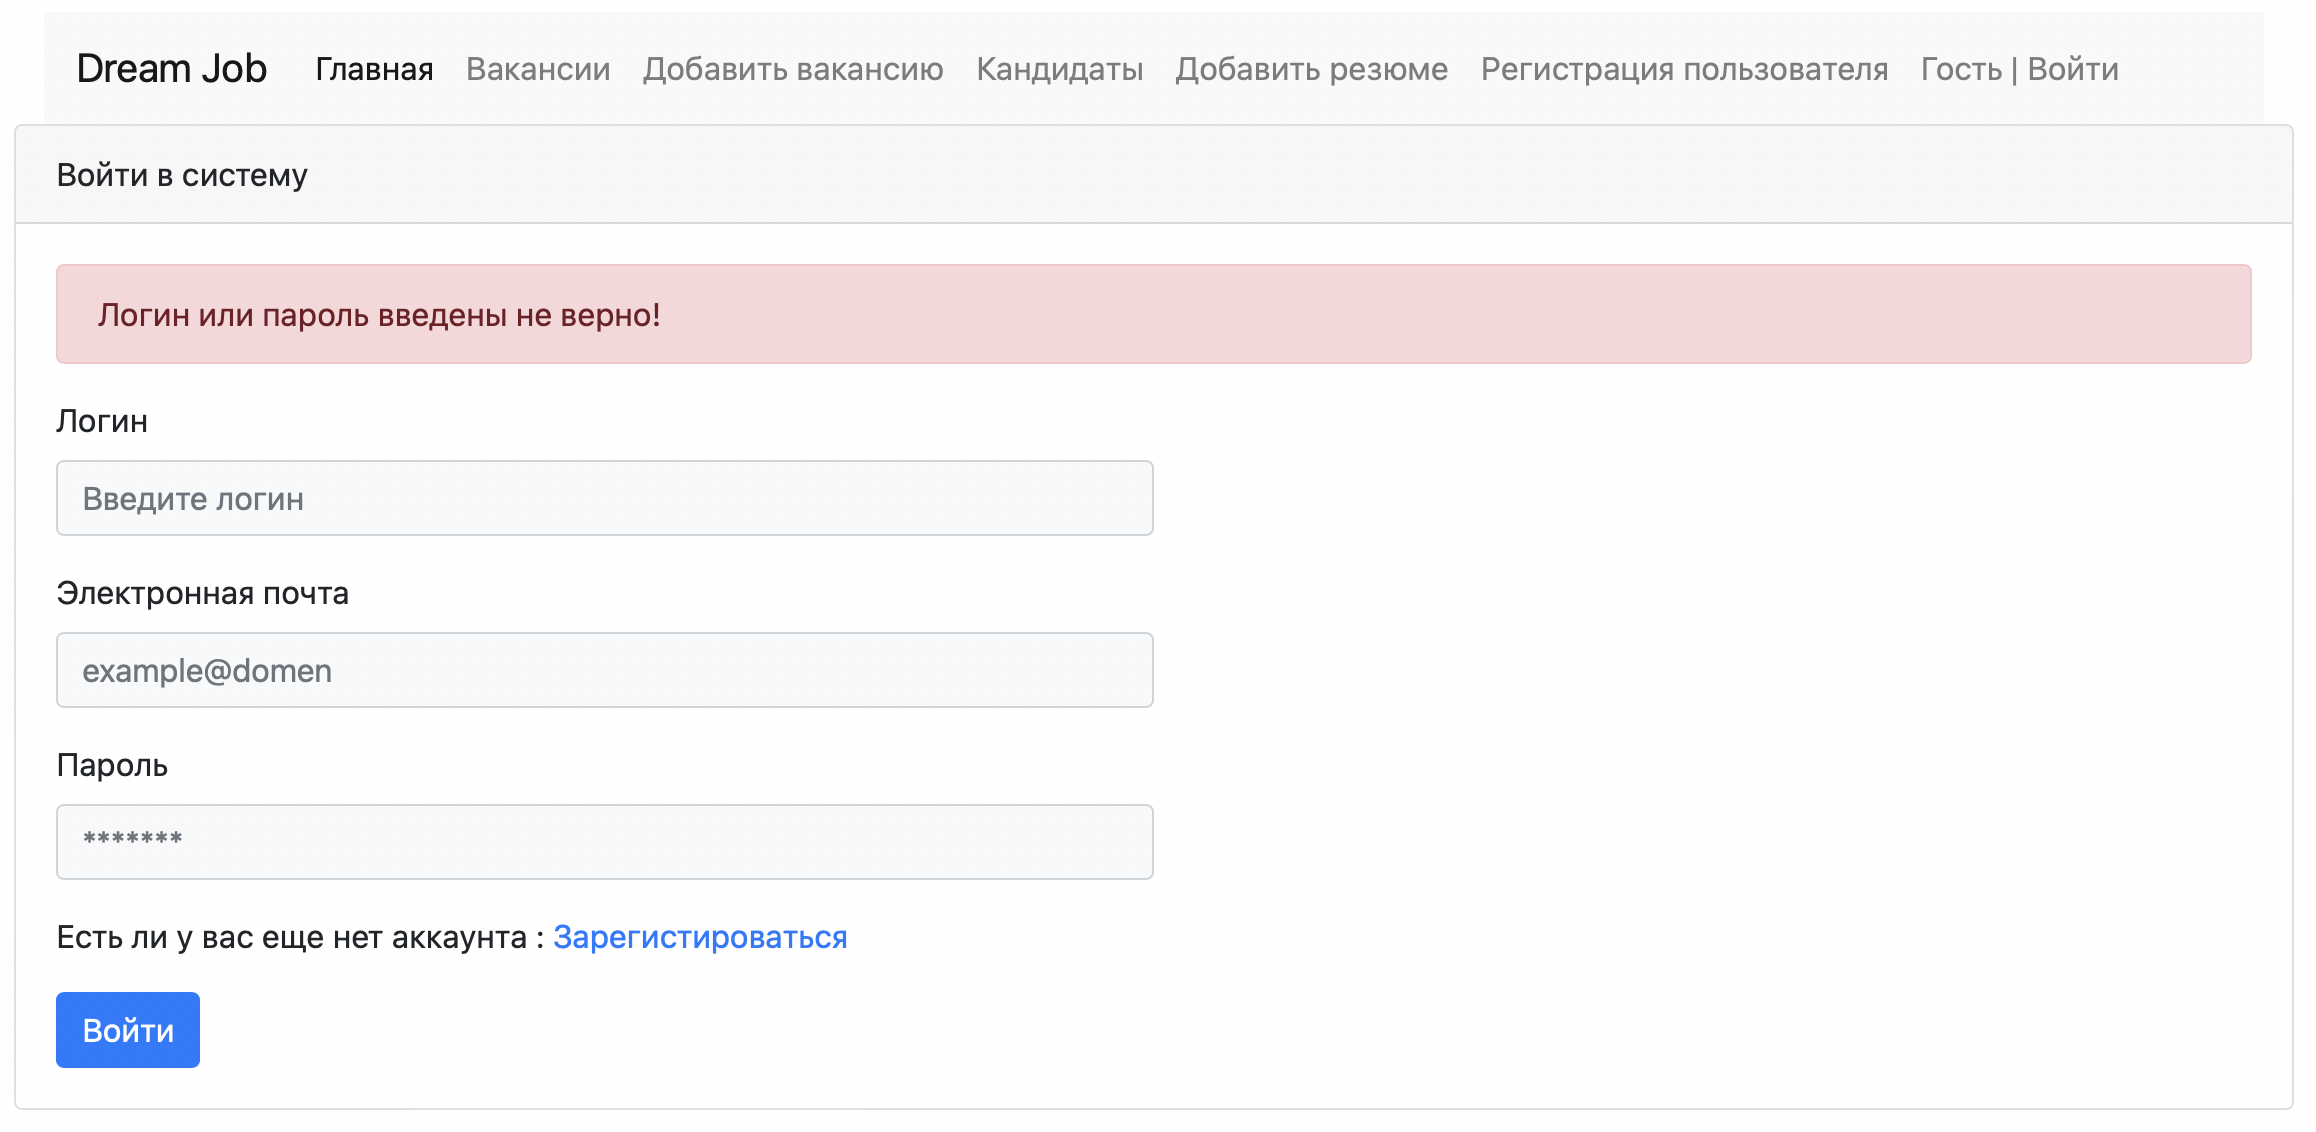 Dream Job Главная Вакансии Добавить вакансию Кандидаты Добавить резюме Регистрация пользователя Гость | Войти
Войти в систему
Логин или пароль введены не верно!
Логин
Введите логин
Электронная почта
example@domen
Пароль
*******
Есть ли у вас еще нет аккаунта : Зарегистироваться
Войти